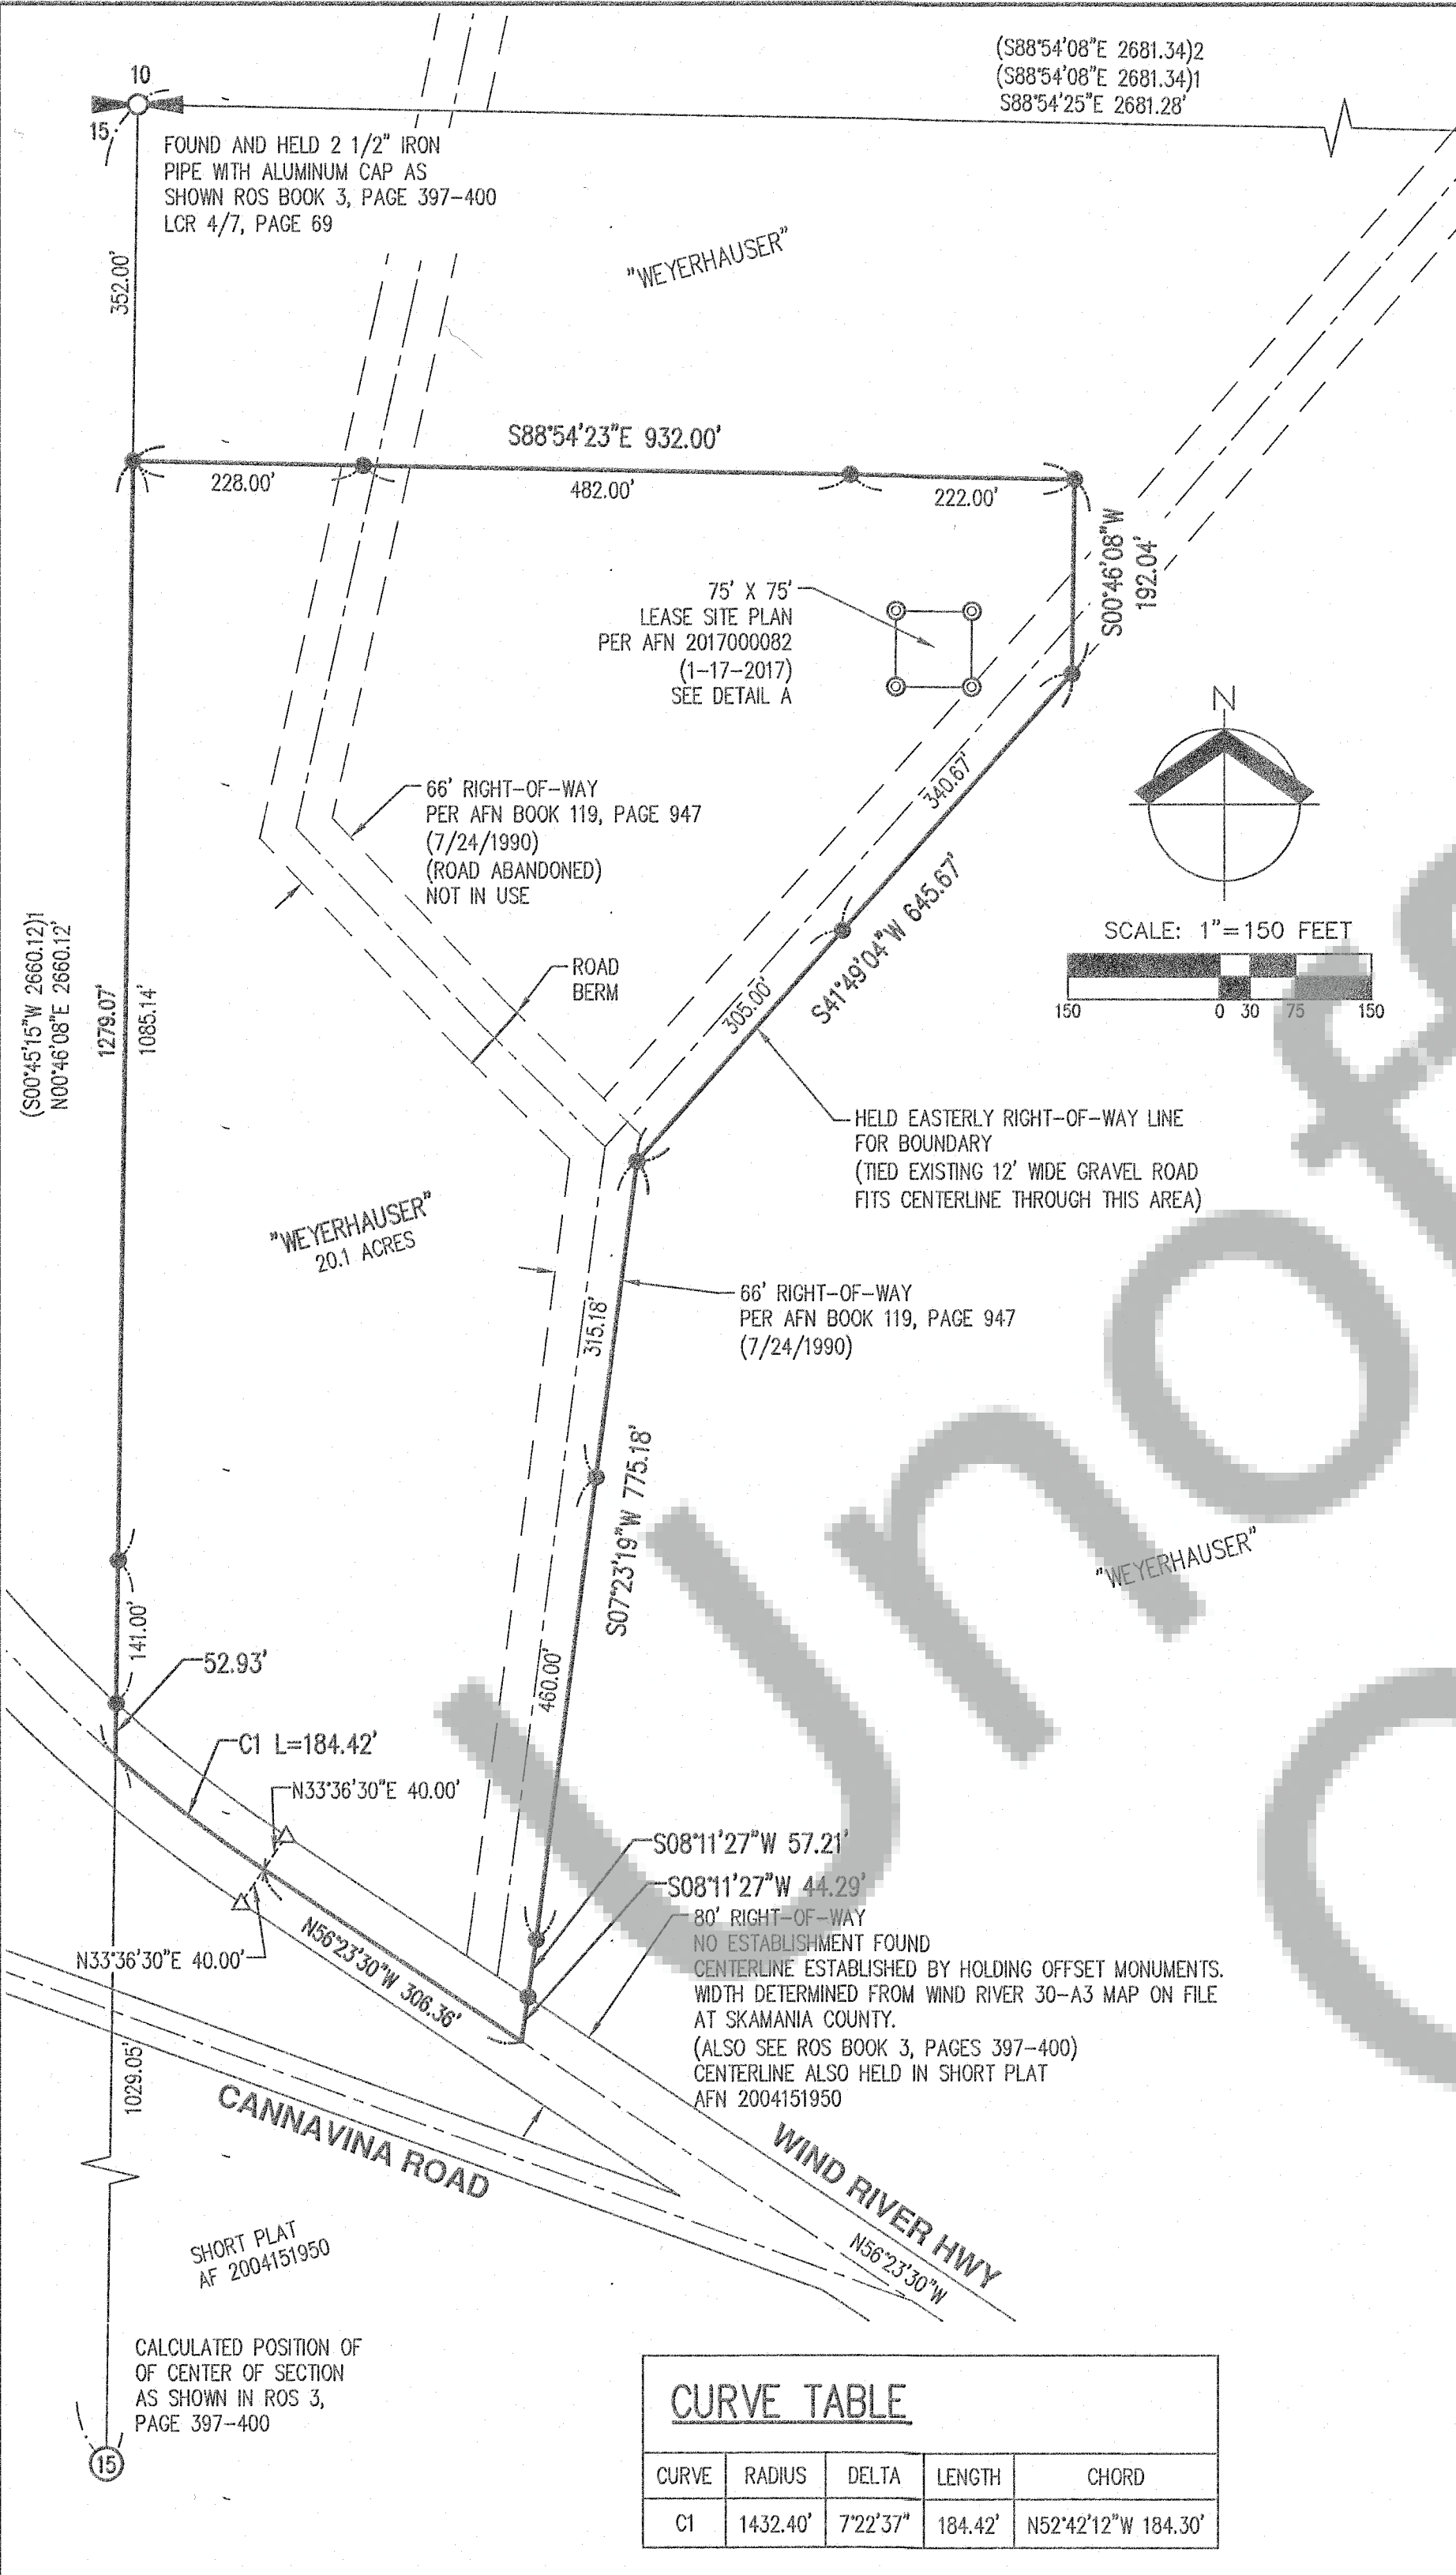 (S88°54'08"E 2681.34)2
(S88°54'08"E 2681.34)1
S88°54'25"E 2681.28'
10
15
FOUND AND HELD 2 1/2" IRON
PIPE WITH ALUMINUM CAP AS
SHOWN ROS BOOK 3, PAGE 397-400
LCR 4/7, PAGE 69
352.00'
"WEYERHAUSER"
S88°54'23"E 932.00'
228.00'
482.00'
222.00'
S00°46'08"W
192.04'
75' X 75'
LEASE SITE PLAN
PER AFN 2017000082
(1-17-2017)
SEE DETAIL A
N
66' RIGHT-OF-WAY
PER AFN BOOK 119, PAGE 947
(7/24/1990)
(ROAD ABANDONED)
NOT IN USE
340.67'
S41°49'04"W 645.67'
305.00'
SCALE: 1"=150 FEET
150 0 30 75 150
ROAD
BERM
(S00°45'15"W 2660.12)1
N00°46'08"E 2660.12'
1279.07'
1085.14'
HELD EASTERLY RIGHT-OF-WAY LINE
FOR BOUNDARY
(TIED EXISTING 12' WIDE GRAVEL ROAD
FITS CENTERLINE THROUGH THIS AREA)
"WEYERHAUSER"
20.1 ACRES
66' RIGHT-OF-WAY
PER AFN BOOK 119, PAGE 947
(7/24/1990)
315.18'
S07°23'19"W 775.18'
460.00'
"WEYERHAUSER"
141.00'
52.93'
C1 L=184.42'
N33°36'30"E 40.00'
N33°36'30"E 40.00'
N56°23'30"W 306.36'
S08°11'27"W 57.21'
S08°11'27"W 44.29'
80' RIGHT-OF-WAY
NO ESTABLISHMENT FOUND
CENTERLINE ESTABLISHED BY HOLDING OFFSET MONUMENTS.
WIDTH DETERMINED FROM WIND RIVER 30-A3 MAP ON FILE
AT SKAMANIA COUNTY.
(ALSO SEE ROS BOOK 3, PAGES 397-400)
CENTERLINE ALSO HELD IN SHORT PLAT
AFN 2004151950
1029.05'
CANNAVINA ROAD
WIND RIVER HWY
N56°23'30"W
SHORT PLAT
AF 2004151950
CALCULATED POSITION OF
OF CENTER OF SECTION
AS SHOWN IN ROS 3,
PAGE 397-400
15
CURVE TABLE
CURVE RADIUS DELTA LENGTH CHORD
C1 1432.40' 7°22'37" 184.42' N52°42'12"W 184.30'